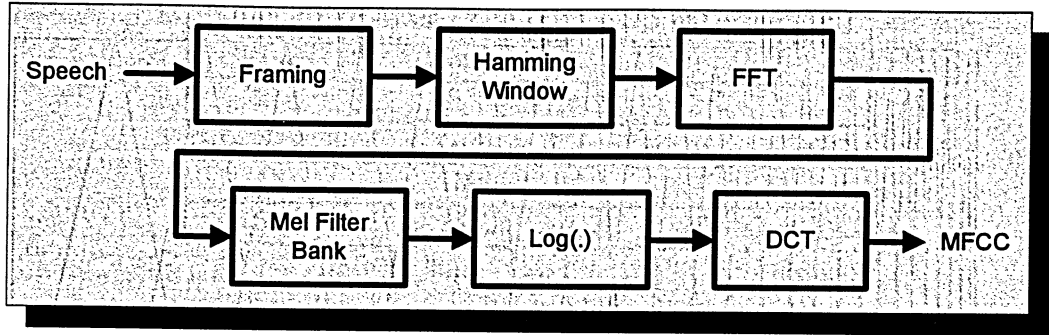 Speech
Framing
Hamming
Window
FFT
Mel Filter
Bank
Log(.)
DCT
MFCC